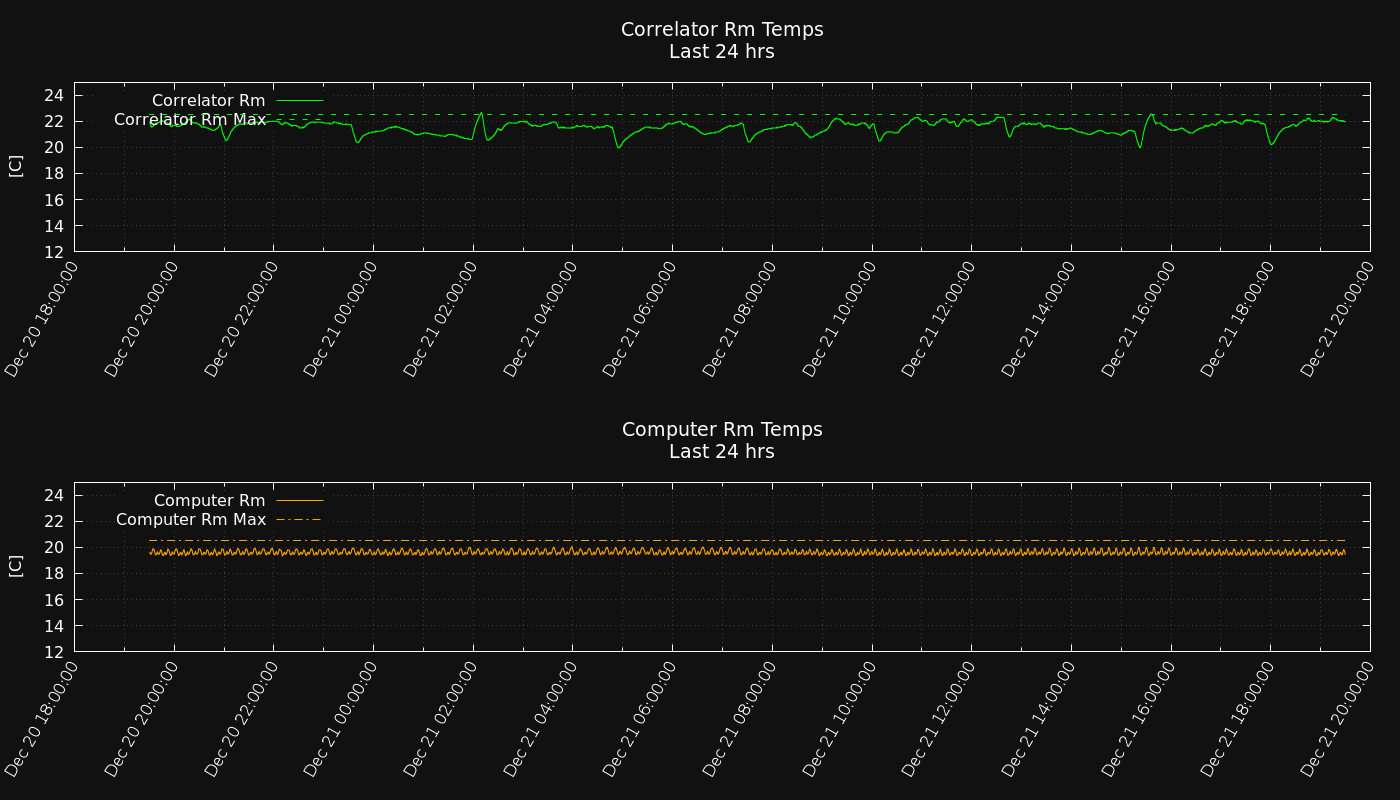 Correlator Rm Temps
Last 24 hrs
Correlator Rm
Correlator Rm Max
[C]
24
22
20
18
16
14
12
Dec 20 18:00:00
Dec 20 20:00:00
Dec 20 22:00:00
Dec 21 00:00:00
Dec 21 02:00:00
Dec 21 04:00:00
Dec 21 06:00:00
Dec 21 08:00:00
Dec 21 10:00:00
Dec 21 12:00:00
Dec 21 14:00:00
Dec 21 16:00:00
Dec 21 18:00:00
Dec 21 20:00:00
Computer Rm Temps
Last 24 hrs
Computer Rm
Computer Rm Max
[C]
24
22
20
18
16
14
12
Dec 20 18:00:00
Dec 20 20:00:00
Dec 20 22:00:00
Dec 21 00:00:00
Dec 21 02:00:00
Dec 21 04:00:00
Dec 21 06:00:00
Dec 21 08:00:00
Dec 21 10:00:00
Dec 21 12:00:00
Dec 21 14:00:00
Dec 21 16:00:00
Dec 21 18:00:00
Dec 21 20:00:00